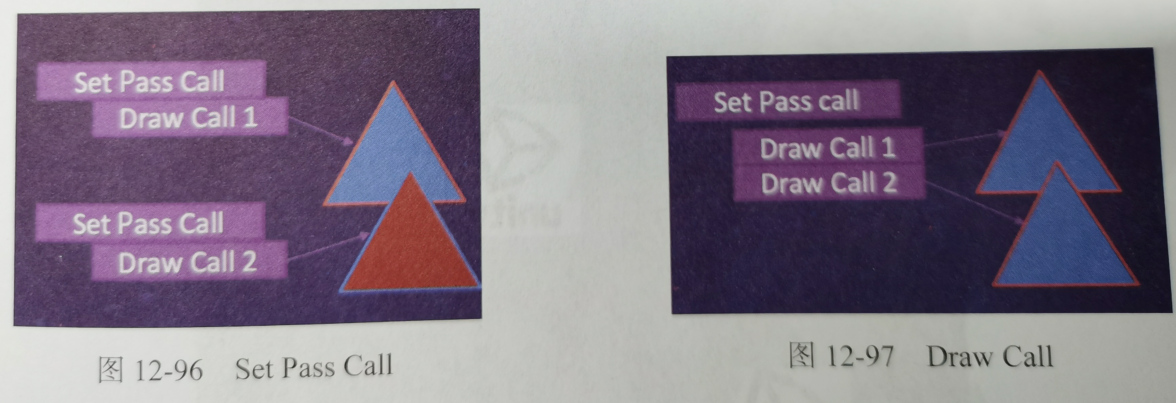 Set Pass Call
Draw Call 1
Set Pass Call
Draw Call 2
图 12-96 Set Pass Call
Set Pass call
Draw Call 1
Draw Call 2
图 12-97 Draw Call